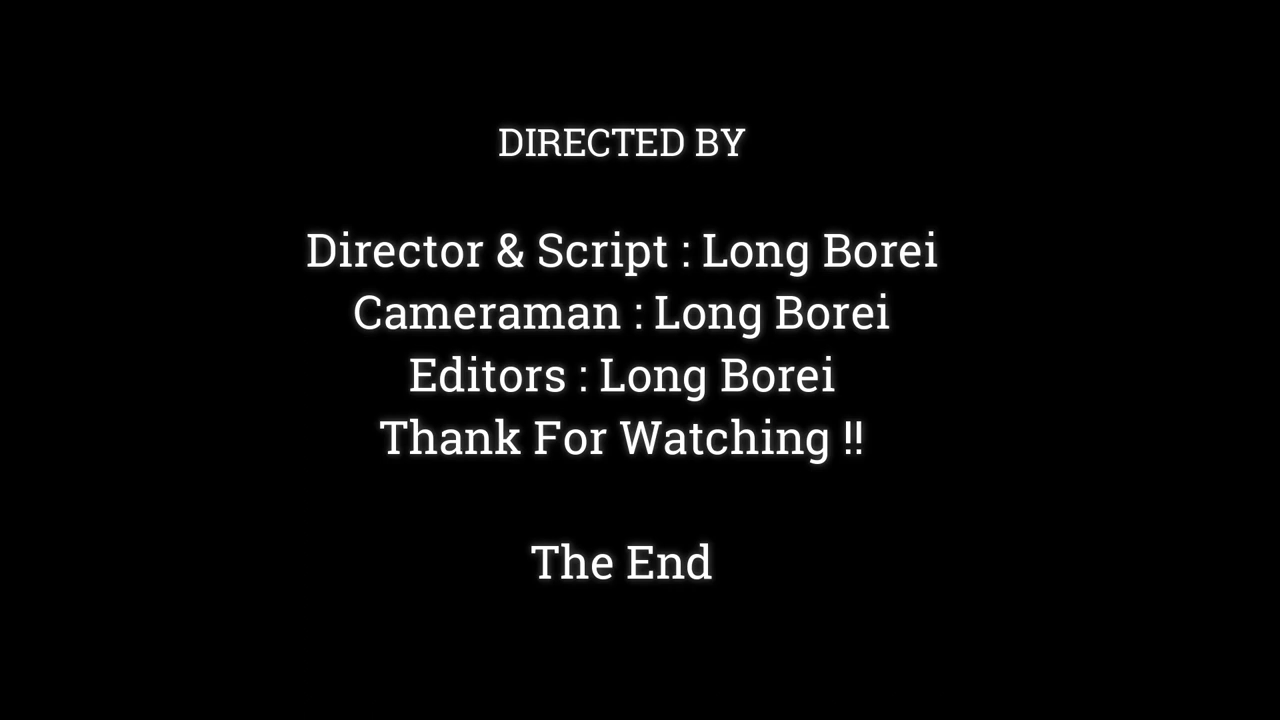 DIRECTED BY
Director & Script : Long Borei
Cameraman : Long Borei
Editors : Long Borei
Thank For Watching !!
The End